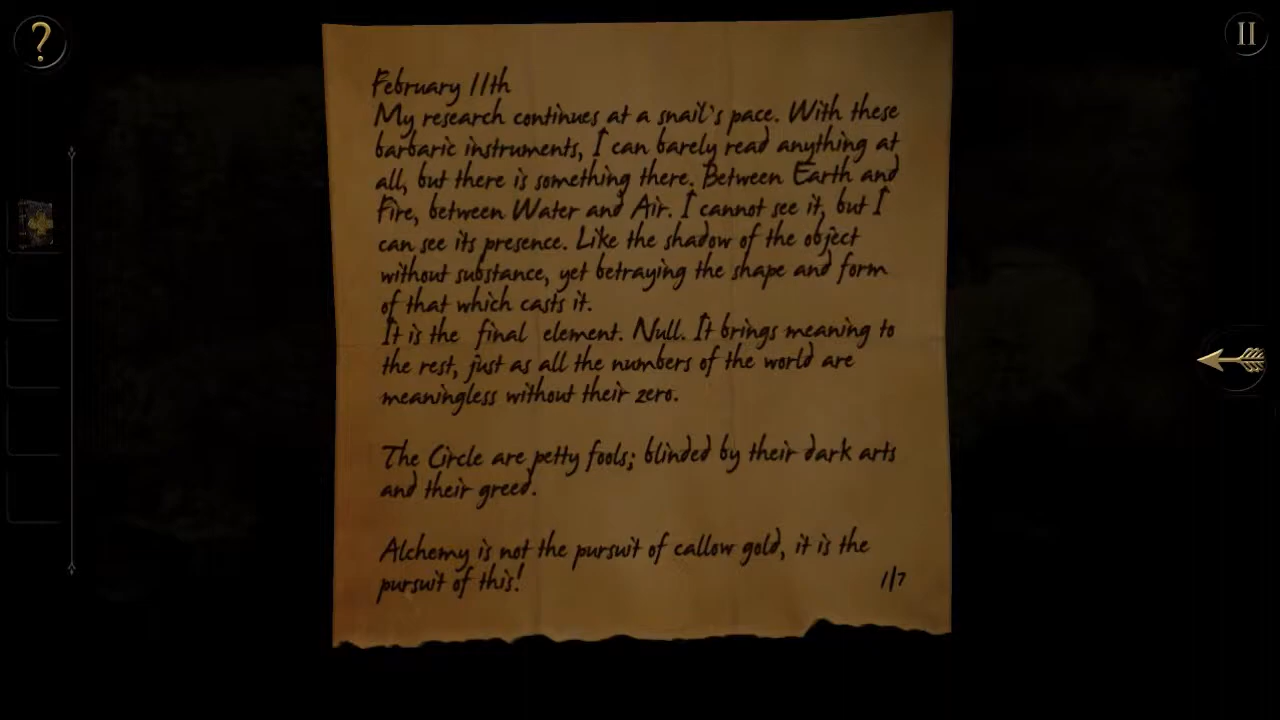 February 11th
My research continues at a snail's pace. With these
barbaric instruments, I can barely read anything at
all, but there is something there. Between Earth and
Fire, between Water and Air. I cannot see it, but I
can see its presence. Like the shadow of the object
without substance, yet betraying the shape and form
of that which casts it.
It is the final element. Null. It brings meaning to
the rest, just as all the numbers of the world are
meaningless without their zero.
The Circle are petty fools; blinded by their dark arts
and their greed.
Alchemy is not the pursuit of callow gold, it is the
pursuit of this!
1/7
?
II